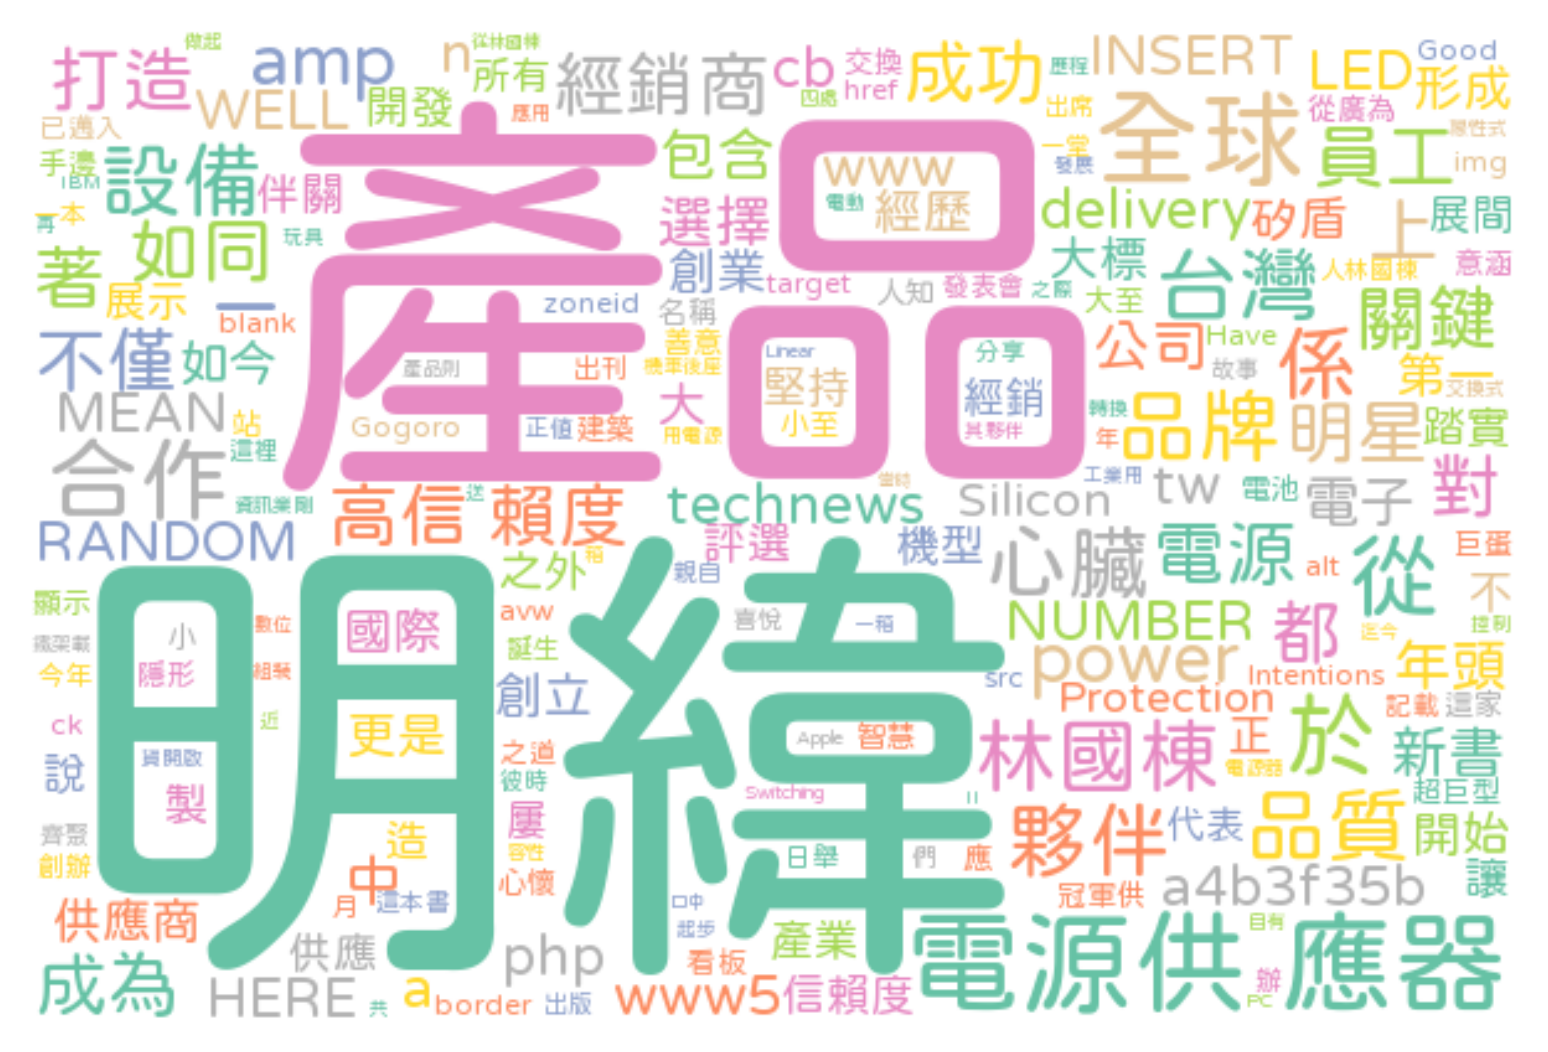 做起
從林國棟
打造
amp
n
所有
經銷商
cb
交換
成功
歷程
INSERT
LED
Good
形成
WELL
開發
應用
四處
href
出席
全球
從廣為
已邁入
隱性式
手邊
IBM
設備
伴關
產品
包含
www
電動
經歷
一堂
發展
員工
img
一本
再
如同
玩具
選擇
delivery
矽盾
上
展間
著
展示
一
blank
zoneid
創業
target
名稱
人知
發表會
之際
大標
大至
台灣
人林國棟
意涵
關鍵
不僅
如今
產品則
出刊
善意
機車後座
Linear
堅持
小至
分享
經銷
其夥伴
公司
Have
故事
係
第一
交換式
MEAN
站
Gogoro
正值
建築
大
用電源
轉換
年
品牌
明星
踏實
合作
這裡
資訊業剛
高信
送
賴度
technews
當時
Silicon
工業用
tw
電池
電子
對
RANDOM
之外
箱
評選
親自
機型
心臟
電源
alt
從
巨蛋
不
明緯
顯示
鐵架載
今年
小
隱形
數位
組裝
國際
avw
誕生
喜悅
一箱
NUMBER
power
都
迄今
控制
年頭
ck
近
更是
創立
src
Protection
Intentions
記載
這家
說
貨開啟
製
之道
彼時
Apple
智慧
林國棟
正
電源器
於
新書
齊聚
創辦
造
屢
容性
Switching
II
夥伴
代表
品質
超巨型
開始
中
月
這本書
心懷
日舉
們
應
冠軍供
a4b3f35b
讓
供應商
供應
php
口中
起步
產業
看板
電源供應器
目有
辦
PC
成為
HERE
共
a
border
出版
www5
信賴度